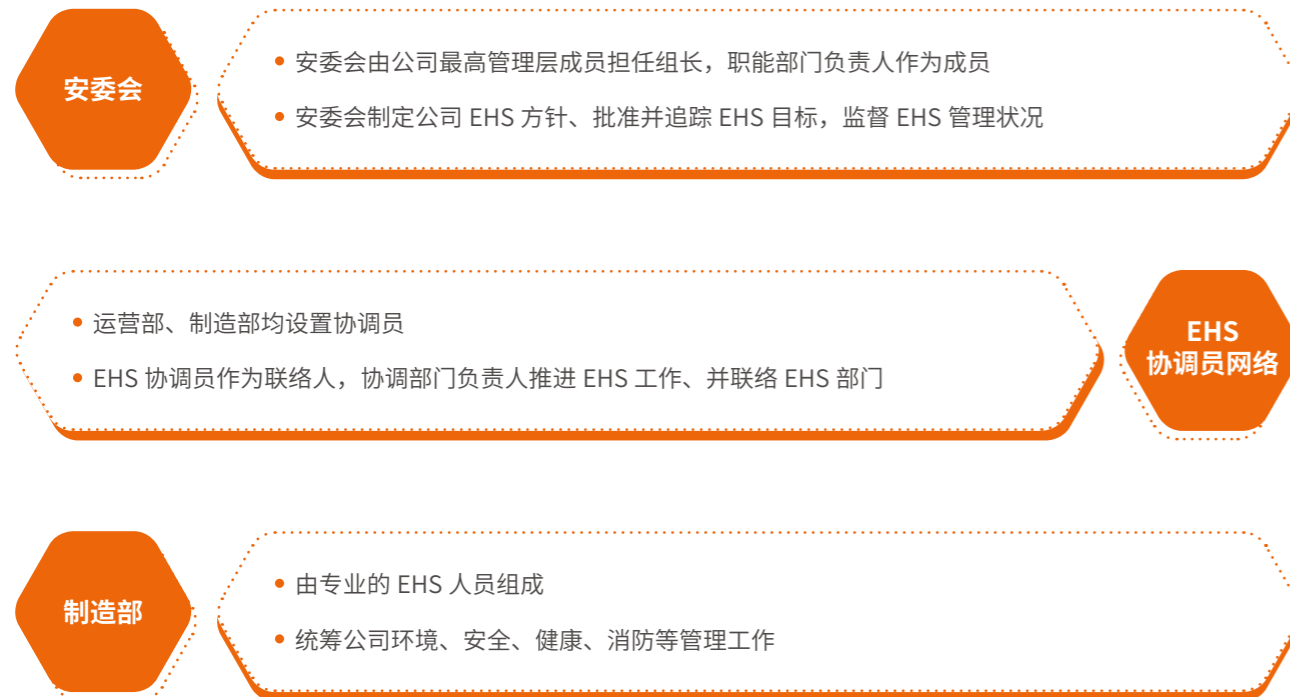 安委会
安委会由公司最高管理层成员担任组长，职能部门负责人作为成员
安委会制定公司 EHS 方针、批准并追踪 EHS 目标，监督 EHS 管理状况
运营部、制造部均设置协调员
EHS 协调员作为联络人，协调部门负责人推进 EHS 工作、并联络 EHS 部门
EHS
协调员网络
制造部
由专业的 EHS 人员组成
统筹公司环境、安全、健康、消防等管理工作